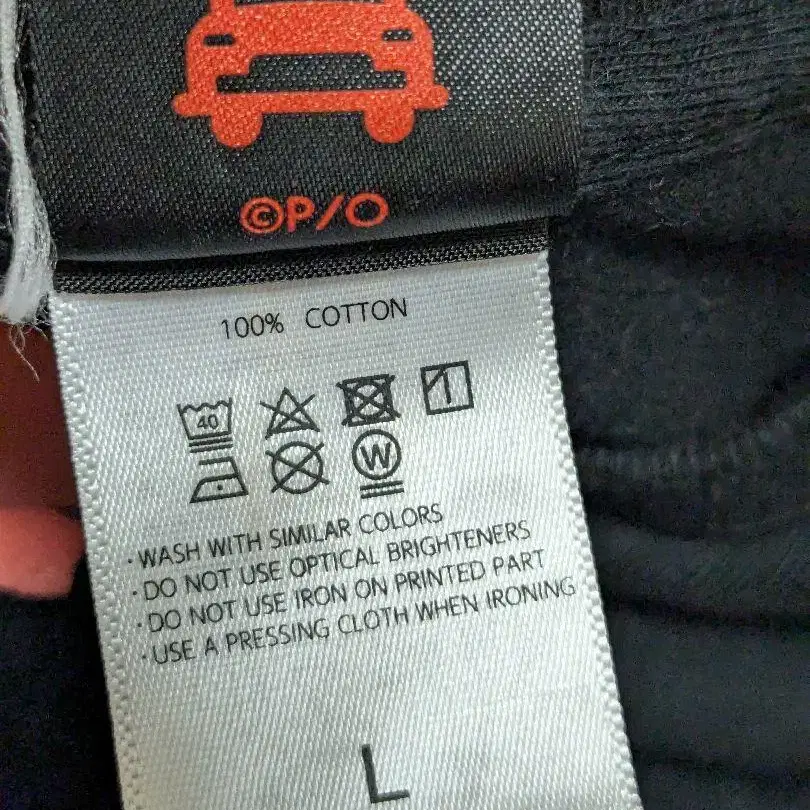 ©P/O
100% COTTON
40
W
· WASH WITH SIMILAR COLORS
· DO NOT USE OPTICAL BRIGHTENERS
· DO NOT USE IRON ON PRINTED PART
· USE A PRESSING CLOTH WHEN IRONING
L